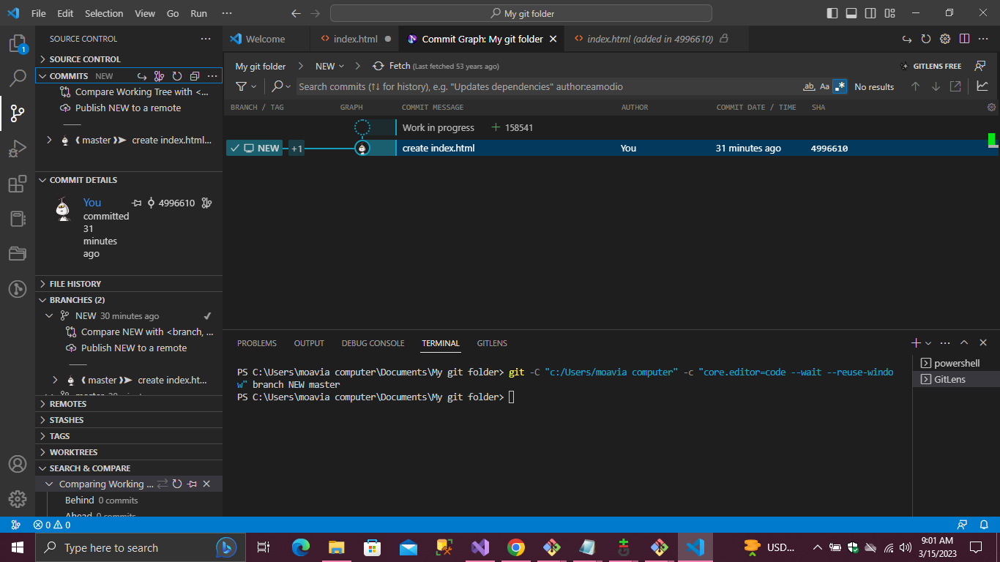 File Edit Selection View Go Run ··· My git folder
SOURCE CONTROL ···
Welcome index.html Commit Graph: My git folder index.html (added in 4996610)
1
SOURCE CONTROL
COMMITS NEW
Compare Working Tree with <...
Publish NEW to a remote
master create index.html...
COMMIT DETAILS
You 4996610
committed
31
minutes
ago
FILE HISTORY
BRANCHES (2)
NEW 30 minutes ago
Compare NEW with <branch, ...
Publish NEW to a remote
master create index.ht...
REMOTES
STASHES
TAGS
WORKTREES
SEARCH & COMPARE
Comparing Working ...
Behind 0 commits
Ahead 0 commits
My git folder NEW Fetch (Last fetched 53 years ago) GITLENS FREE
Search commits (↑↓ for history), e.g. "Updates dependencies" author:eamodio ab Aa .* No results
BRANCH / TAG GRAPH COMMIT MESSAGE AUTHOR COMMIT DATE / TIME SHA
Work in progress + 158541
NEW +1 create index.html You 31 minutes ago 4996610
PROBLEMS OUTPUT DEBUG CONSOLE TERMINAL GITLENS
PS C:\Users\moavia computer\Documents\My git folder> git -C "c:/Users/moavia computer" -c "core.editor=code --wait --reuse-windo
w" branch NEW master
PS C:\Users\moavia computer\Documents\My git folder>
powershell
GitLens
0 0
Type here to search USD... 9:01 AM
3/15/2023